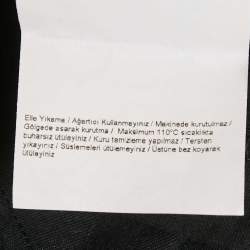 Elle Yıkama / Ağartıcı Kullanmayınız / Makinede kurutulmaz /
Gölgede asarak kurutma / Maksimum 110°C sıcaklıkta
buharsız ütüleyiniz / Kuru temizleme yapılmaz / Tersten
yıkayınız / Süslemeleri ütülemeyiniz / Üstüne bez koyarak
ütüleyiniz